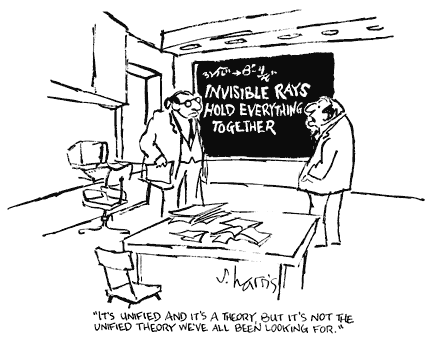 INVISIBLE RAYS
HOLD EVERYTHING
TOGETHER
S. harris
"IT'S UNIFIED AND IT'S A THEORY, BUT IT'S NOT THE
UNIFIED THEORY WE'VE ALL BEEN LOOKING FOR."